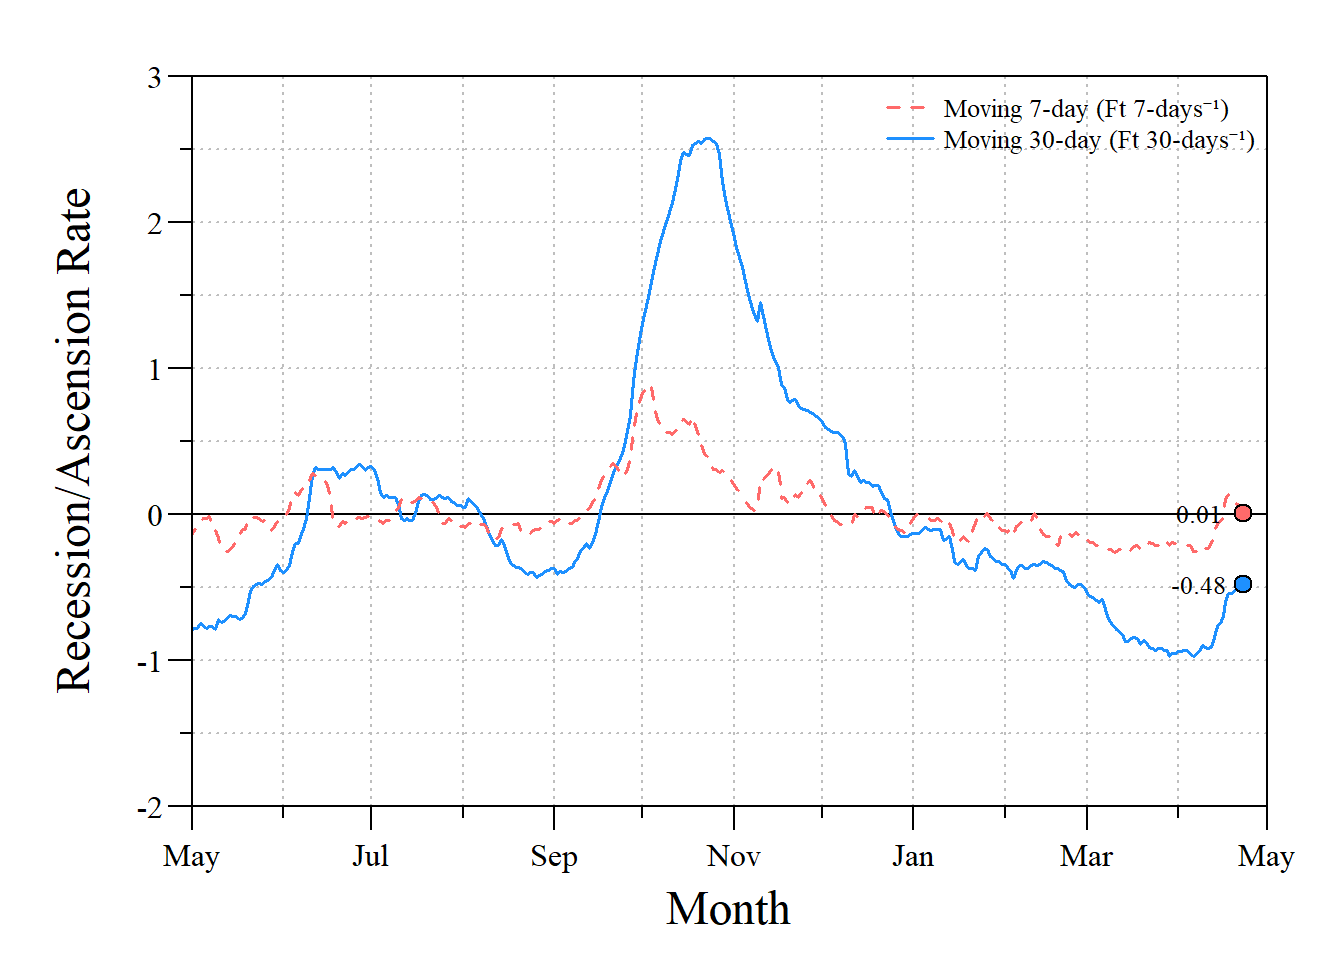 Moving 7-day (Ft 7-days⁻¹)
Moving 30-day (Ft 30-days⁻¹)
Recession/Ascension Rate
3
2
1
0
-1
-2
0.01
-0.48
May Jul Sep Nov Jan Mar May
Month